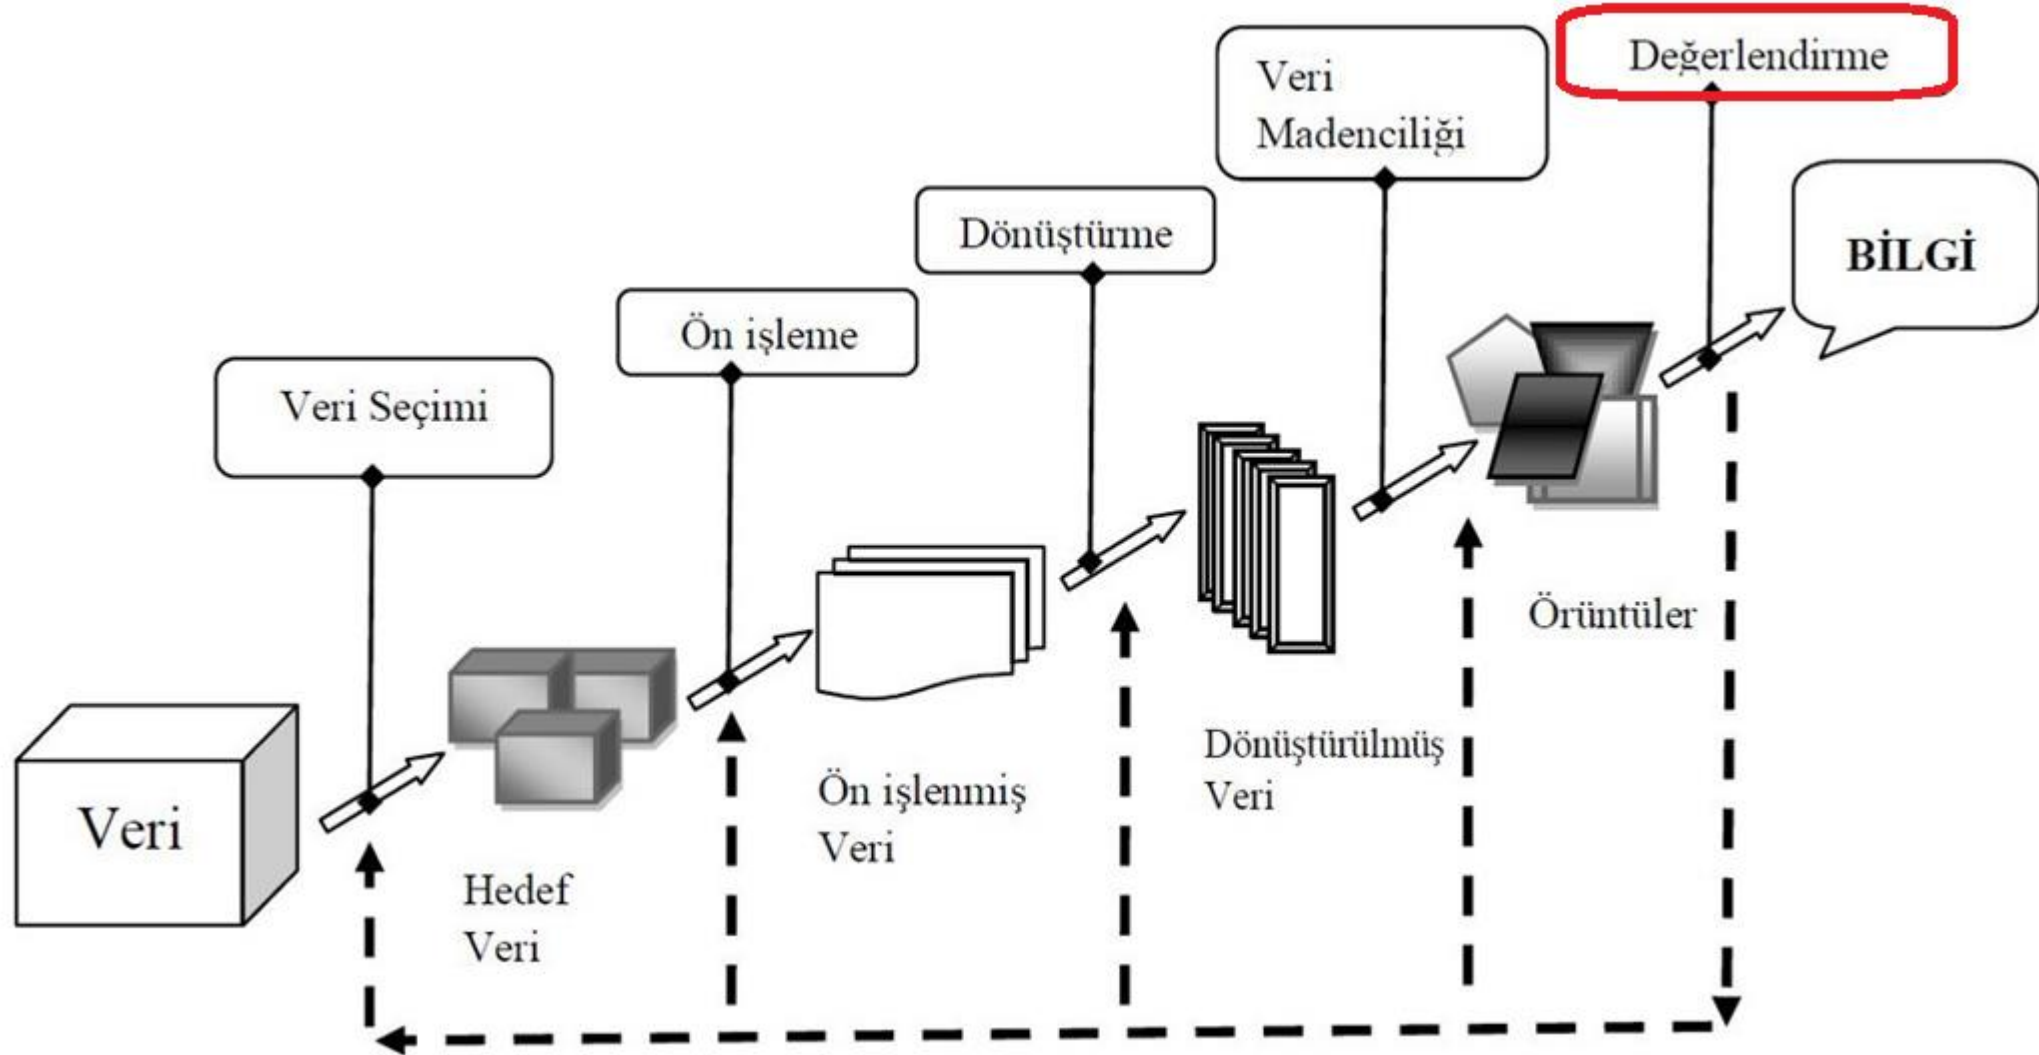 Değerlendirme
Veri
Madenciliği
Dönüştürme
BİLGİ
Ön işleme
Veri Seçimi
Örüntüler
Dönüştürülmüş
Veri
Ön işlenmiş
Veri
Veri
Hedef
Veri